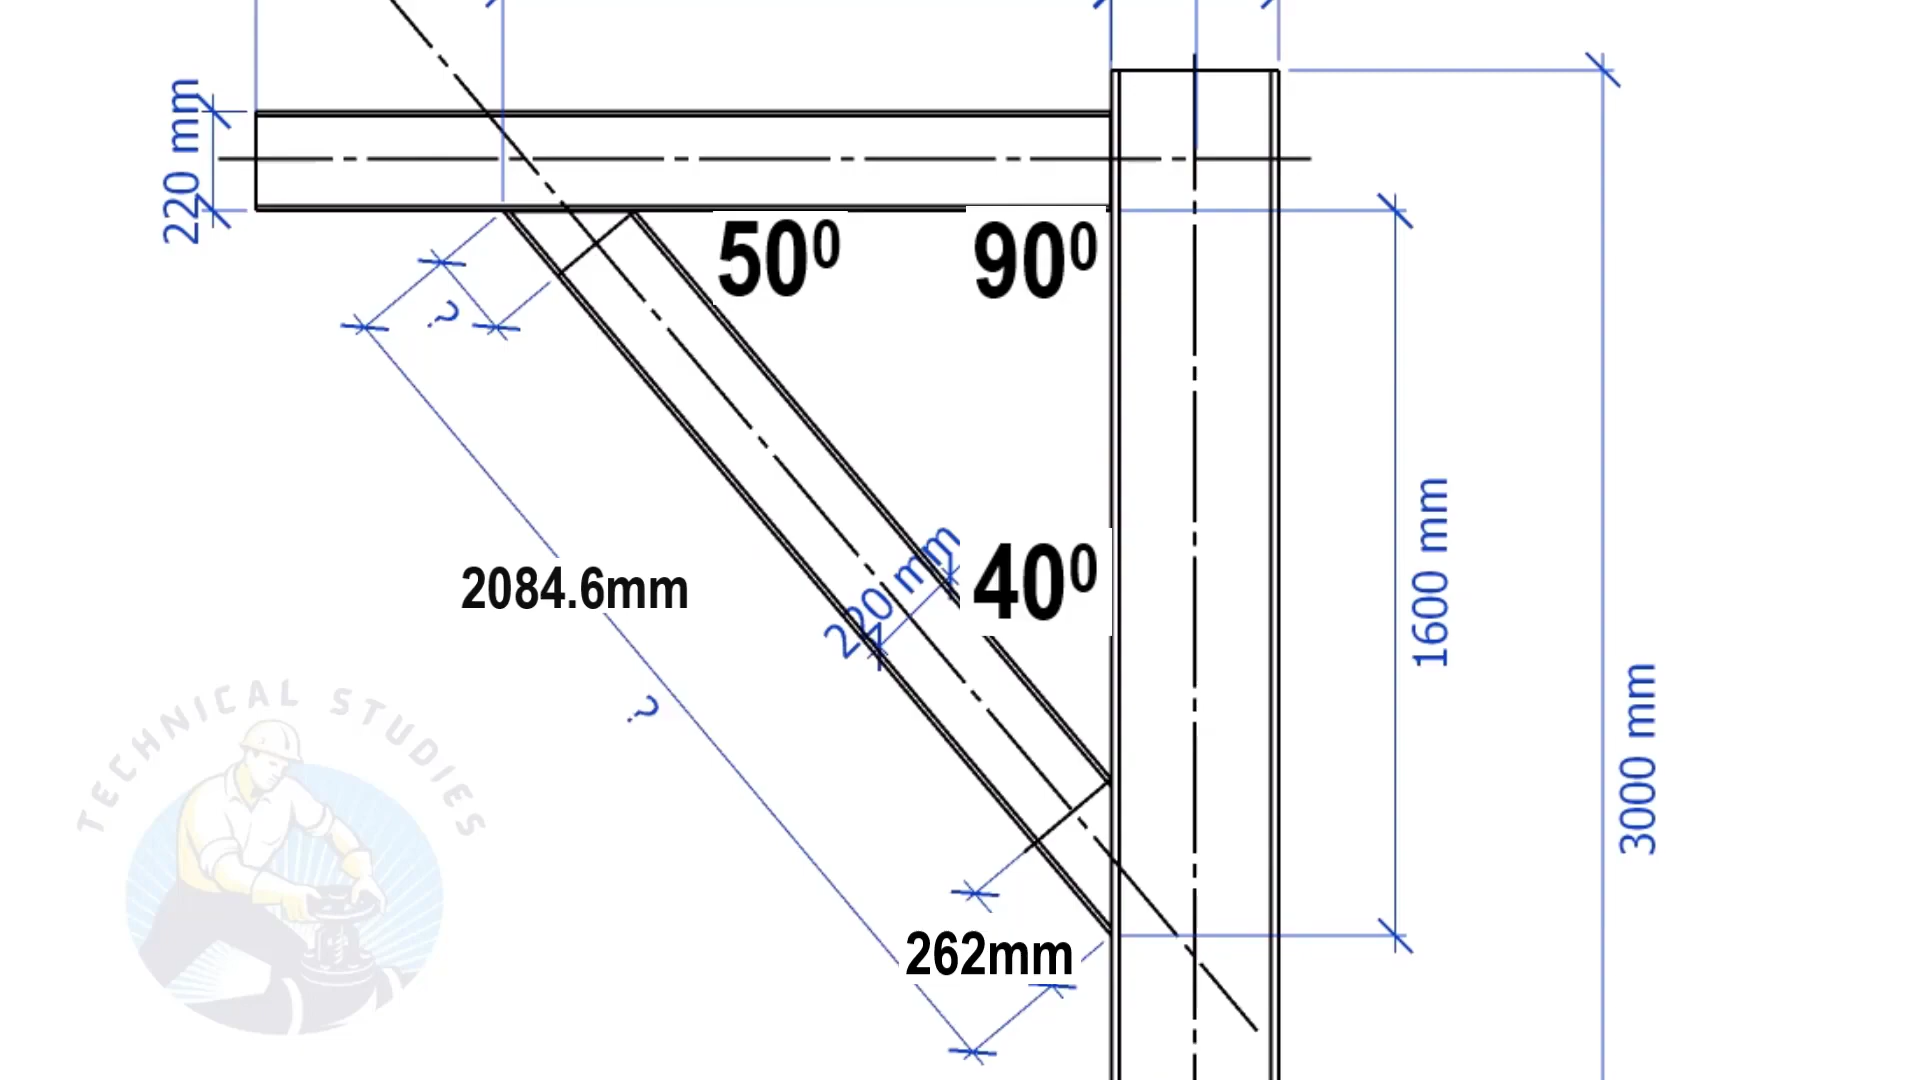 220 mm
50⁰
90⁰
?
220 mm
40⁰
2084.6mm
1600 mm
?
3000 mm
TECHNICAL STUDIES
262mm